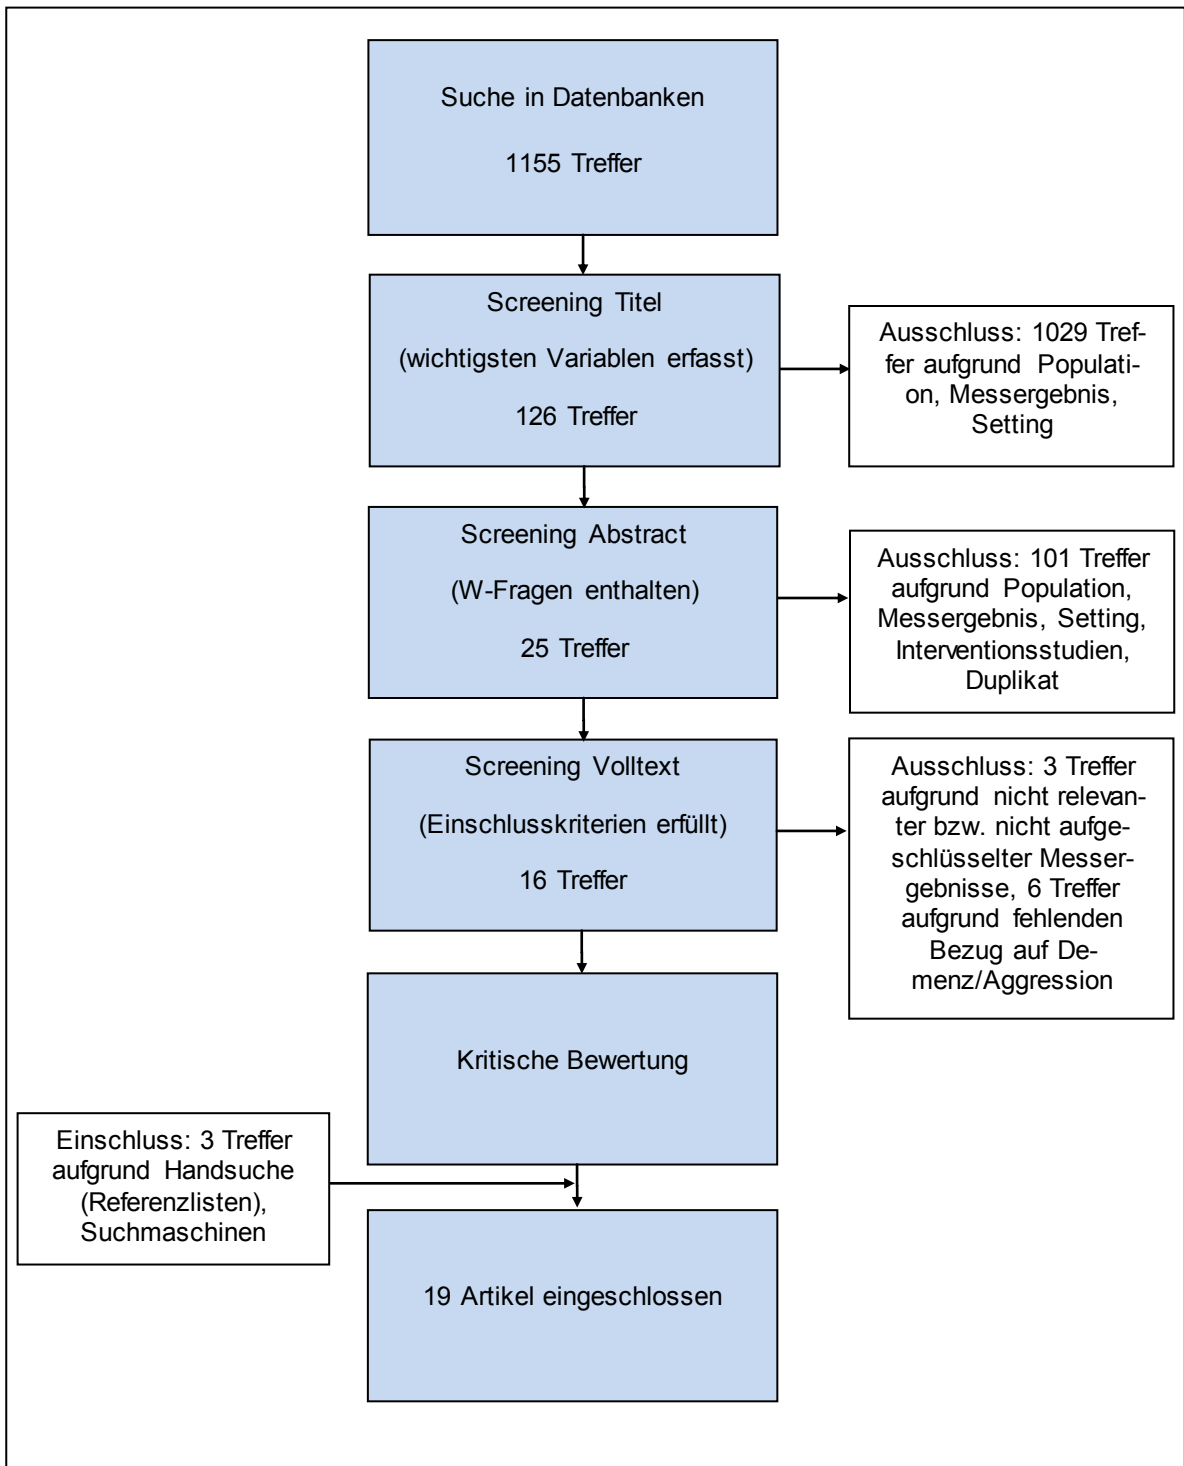 Suche in Datenbanken
1155 Treffer
Screening Titel
(wichtigsten Variablen erfasst)
126 Treffer
Ausschluss: 1029 Tref-
fer aufgrund Populati-
on, Messergebnis,
Setting
Screening Abstract
(W-Fragen enthalten)
25 Treffer
Ausschluss: 101 Treffer
aufgrund Population,
Messergebnis, Setting,
Interventionsstudien,
Duplikat
Screening Volltext
(Einschlusskriterien erfüllt)
16 Treffer
Ausschluss: 3 Treffer
aufgrund nicht relevan-
ter bzw. nicht aufge-
schlüsselter Messer-
gebnisse, 6 Treffer
aufgrund fehlenden
Bezug auf De-
menz/Aggression
Kritische Bewertung
Einschluss: 3 Treffer
aufgrund Handsuche
(Referenzlisten),
Suchmaschinen
19 Artikel eingeschlossen